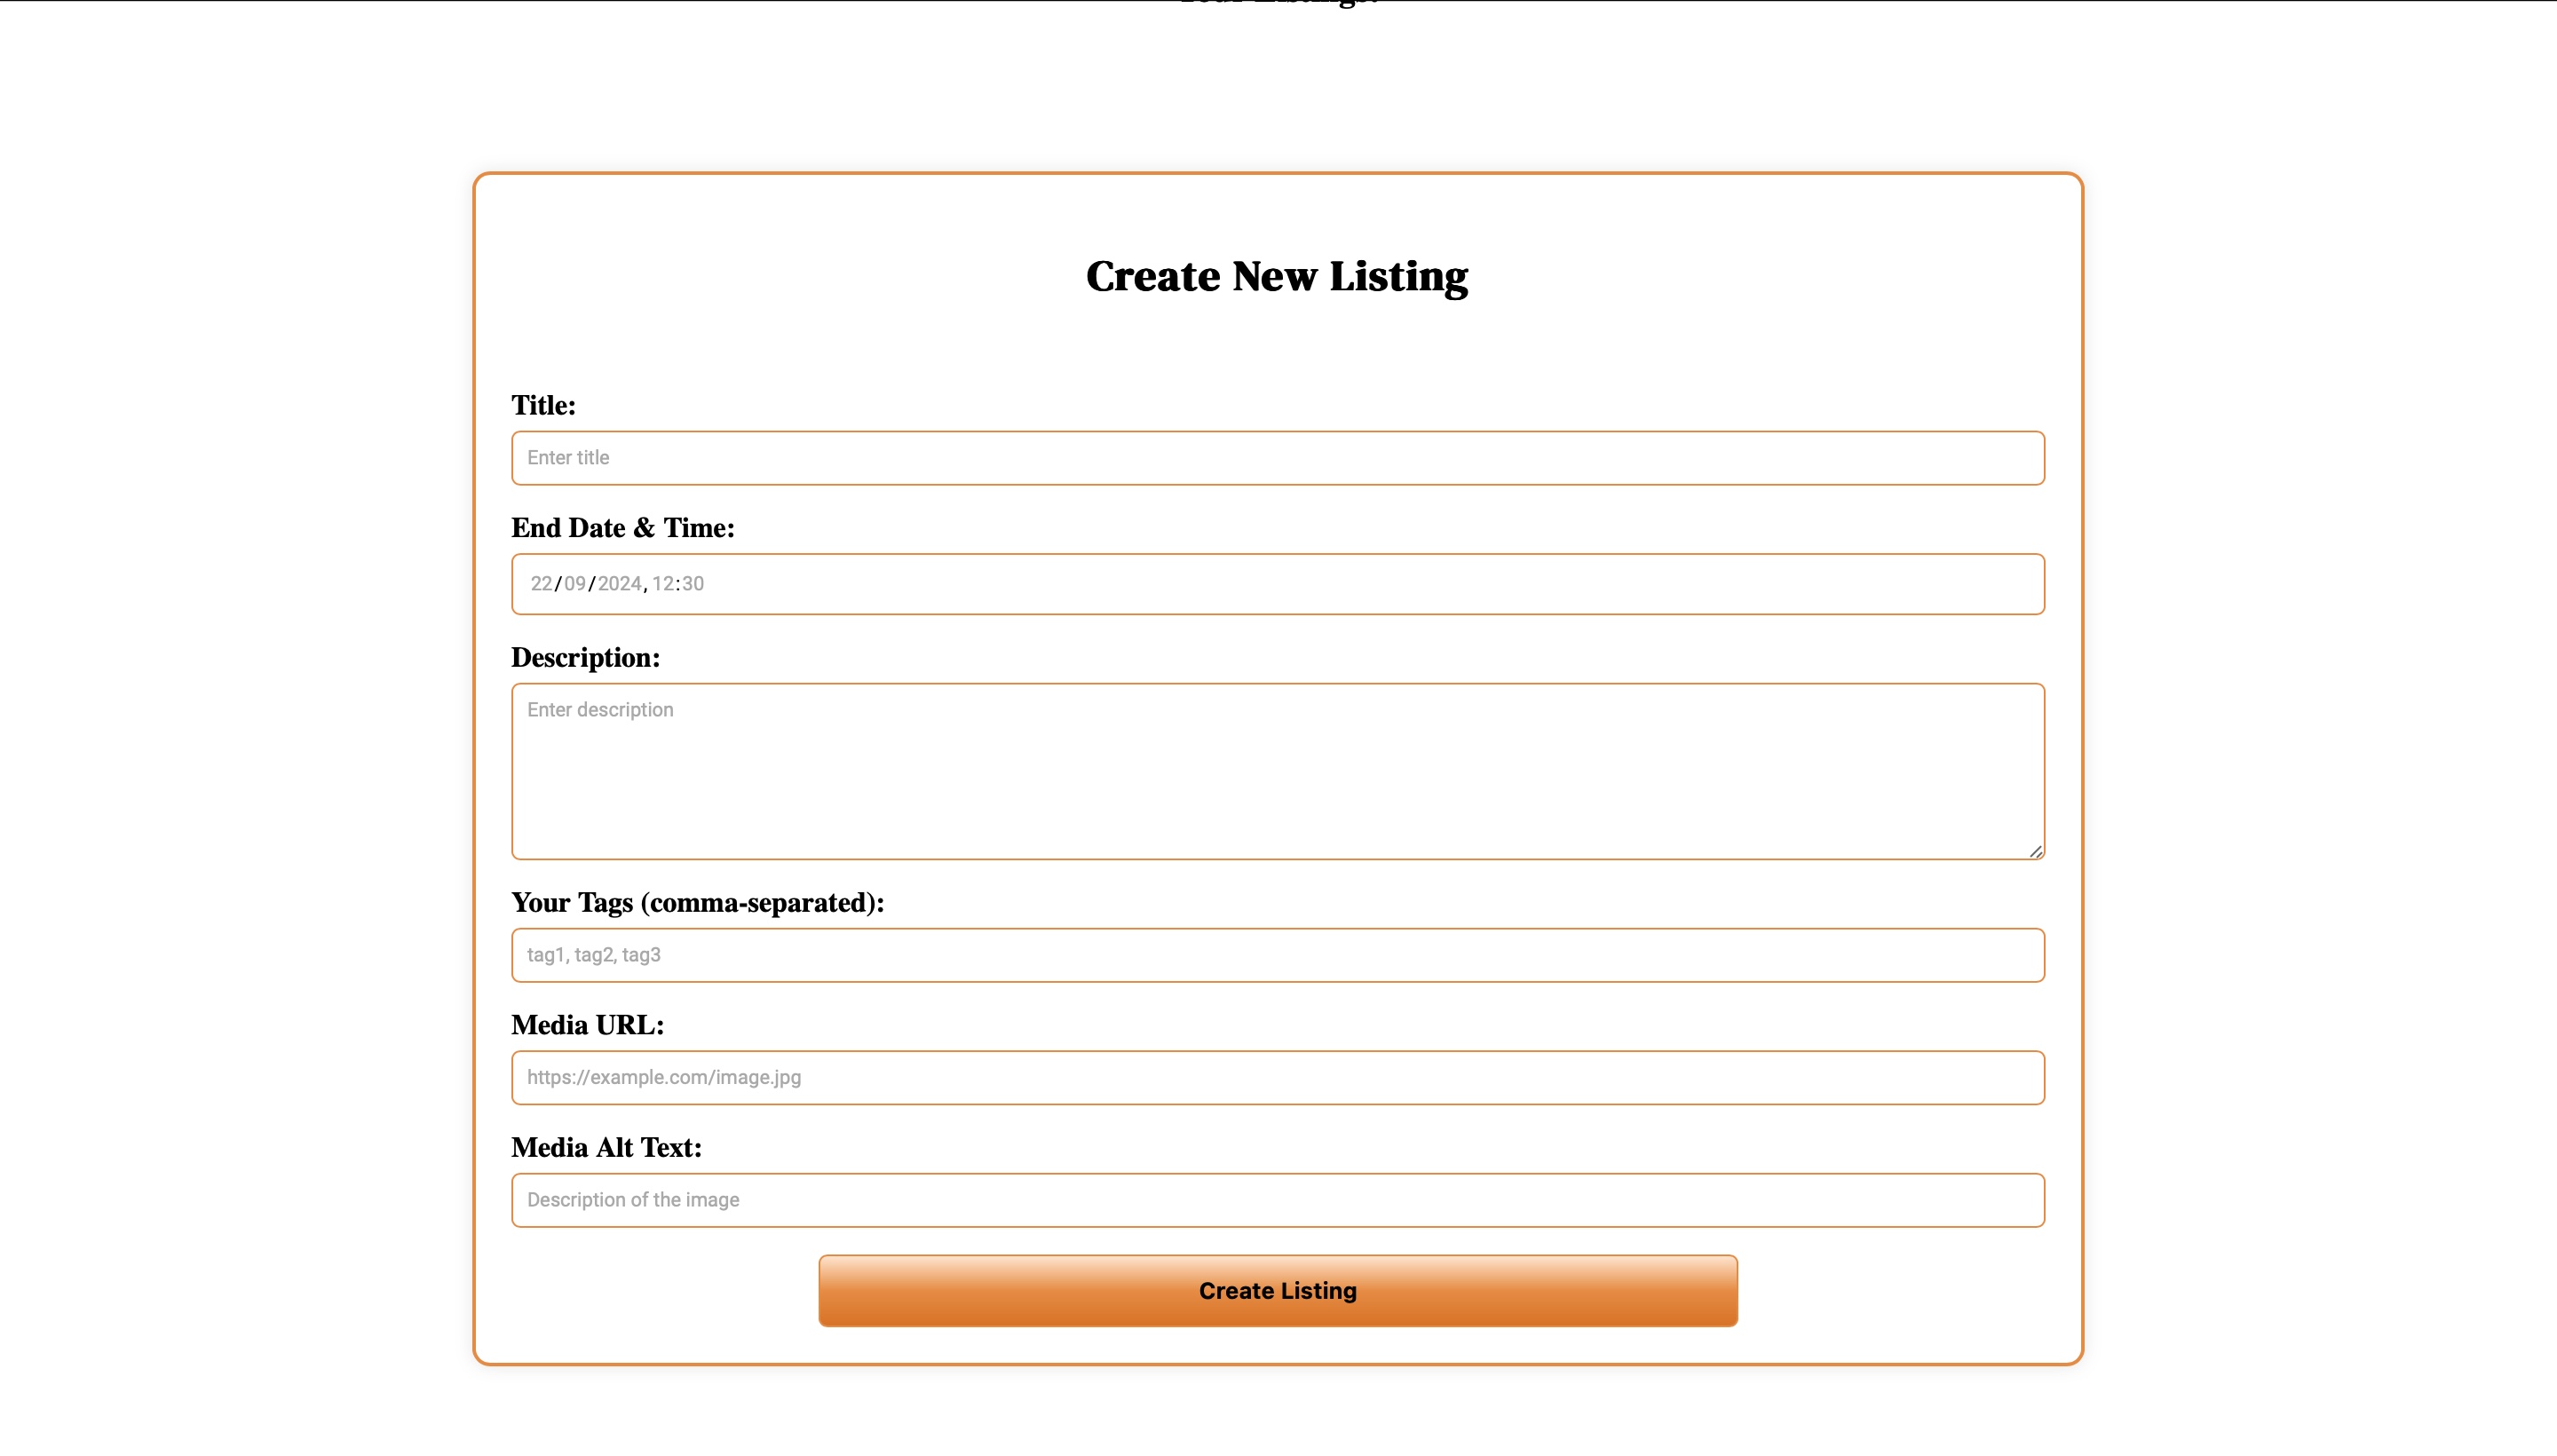 Create New Listing
Title:
Enter title
End Date & Time:
22/09/2024, 12:30
Description:
Enter description
Your Tags (comma-separated):
tag1, tag2, tag3
Media URL:
https://example.com/image.jpg
Media Alt Text:
Description of the image
Create Listing